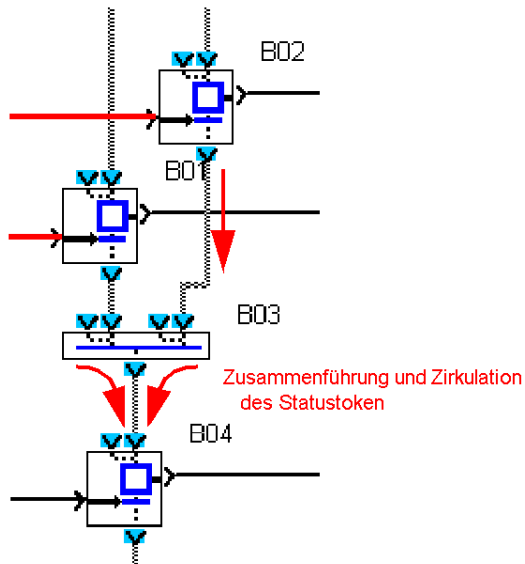 B02
B01
B03
Zusammenführung und Zirkulation
des Statustoken
B04